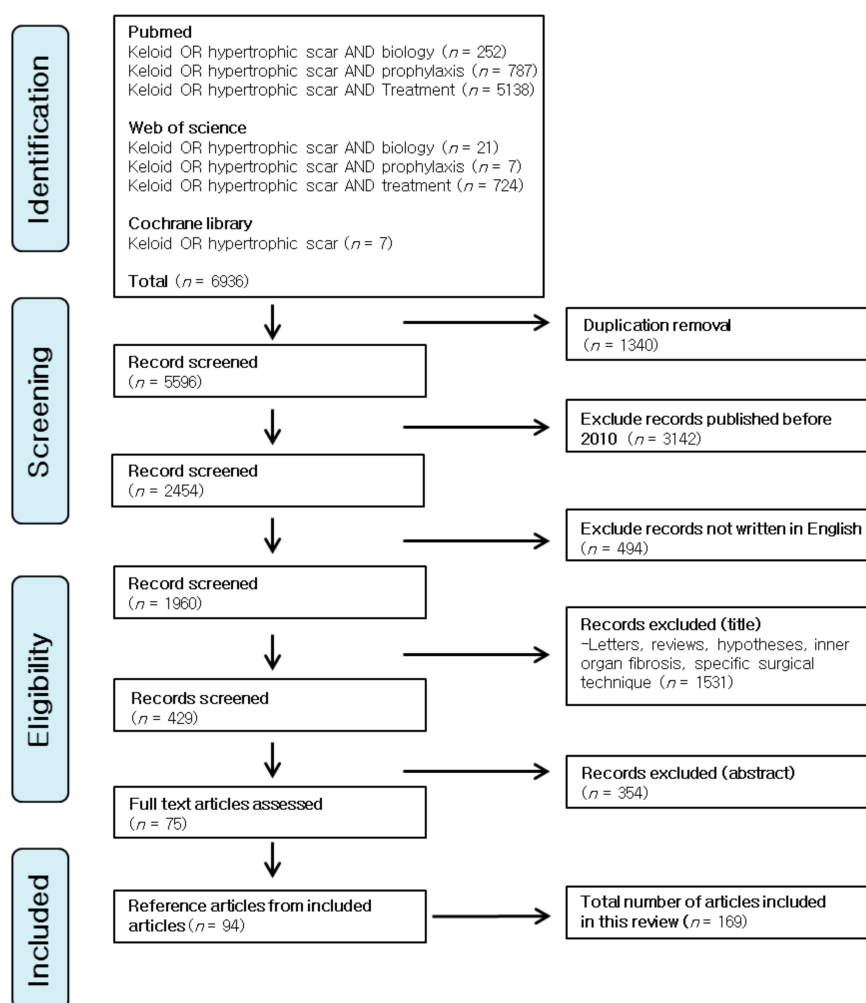 Identification
Pubmed
Keloid OR hypertrophic scar AND biology (n = 252)
Keloid OR hypertrophic scar AND prophylaxis (n = 787)
Keloid OR hypertrophic scar AND Treatment (n = 5138)
Web of science
Keloid OR hypertrophic scar AND biology (n = 21)
Keloid OR hypertrophic scar AND prophylaxis (n = 7)
Keloid OR hypertrophic scar AND treatment (n = 724)
Cochrane library
Keloid OR hypertrophic scar (n = 7)
Total (n = 6936)
Duplication removal
(n = 1340)
Screening
Record screened
(n = 5596)
Exclude records published before
2010 (n = 3142)
Record screened
(n = 2454)
Exclude records not written in English
(n = 494)
Eligibility
Record screened
(n = 1960)
Records excluded (title)
-Letters, reviews, hypotheses, inner
organ fibrosis, specific surgical
technique (n = 1531)
Records screened
(n = 429)
Records excluded (abstract)
(n = 354)
Full text articles assessed
(n = 75)
Included
Reference articles from included
articles (n = 94)
Total number of articles included
in this review (n = 169)